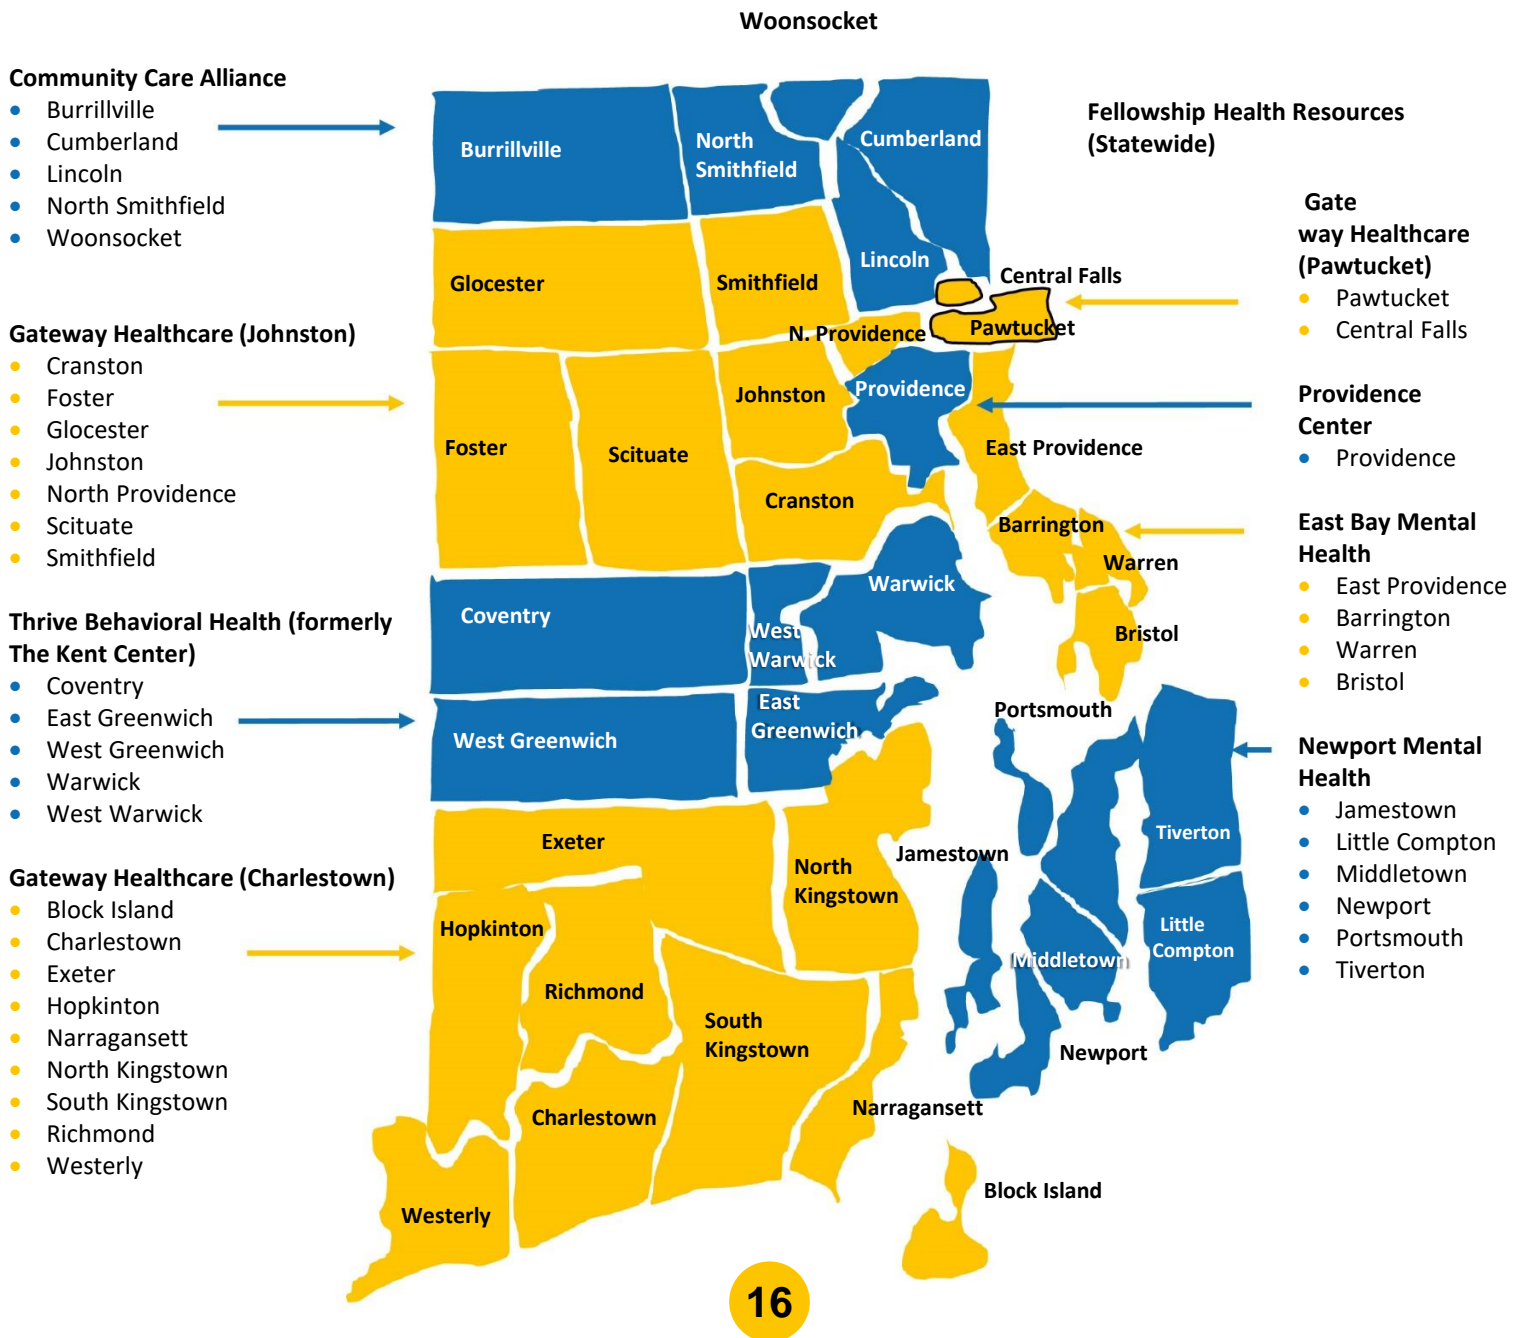 Woonsocket
Community Care Alliance
• Burrillville
• Cumberland
• Lincoln
• North Smithfield
• Woonsocket
Gateway Healthcare (Johnston)
• Cranston
• Foster
• Glocester
• Johnston
• North Providence
• Scituate
• Smithfield
Thrive Behavioral Health (formerly
The Kent Center)
• Coventry
• East Greenwich
• West Greenwich
• Warwick
• West Warwick
Gateway Healthcare (Charlestown)
• Block Island
• Charlestown
• Exeter
• Hopkinton
• Narragansett
• North Kingstown
• South Kingstown
• Richmond
• Westerly
Burrillville
North
Smithfield
Cumberland
Lincoln
Glocester
Smithfield
Central Falls
N. Providence
Pawtucket
Foster
Scituate
Johnston
Providence
East Providence
Cranston
Barrington
Warren
Bristol
Coventry
West
Warwick
Warwick
West Greenwich
East
Greenwich
Portsmouth
Tiverton
Exeter
North
Kingstown
Jamestown
Hopkinton
Little
Compton
Middletown
Richmond
South
Kingstown
Newport
Charlestown
Narragansett
Westerly
Block Island
Fellowship Health Resources
(Statewide)
Gate
way Healthcare
(Pawtucket)
• Pawtucket
• Central Falls
Providence
Center
• Providence
East Bay Mental
Health
• East Providence
• Barrington
• Warren
• Bristol
Newport Mental
Health
• Jamestown
• Little Compton
• Middletown
• Newport
• Portsmouth
• Tiverton
16